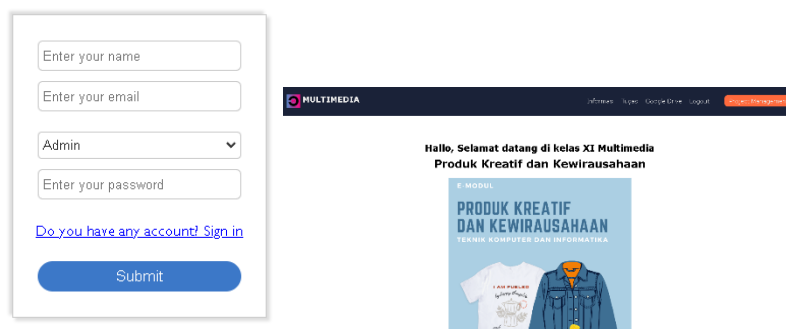 Enter your name
Enter your email
Admin
Enter your password
Do you have any account? Sign in
Submit
MULTIMEDIA
Informasi Tugas Google Drive Logout Project Management
Hallo, Selamat datang di kelas XI Multimedia
Produk Kreatif dan Kewirausahaan
E-MODUL
PRODUK KREATIF
DAN KEWIRAUSAHAAN
TEKNIK KOMPUTER DAN INFORMATIKA